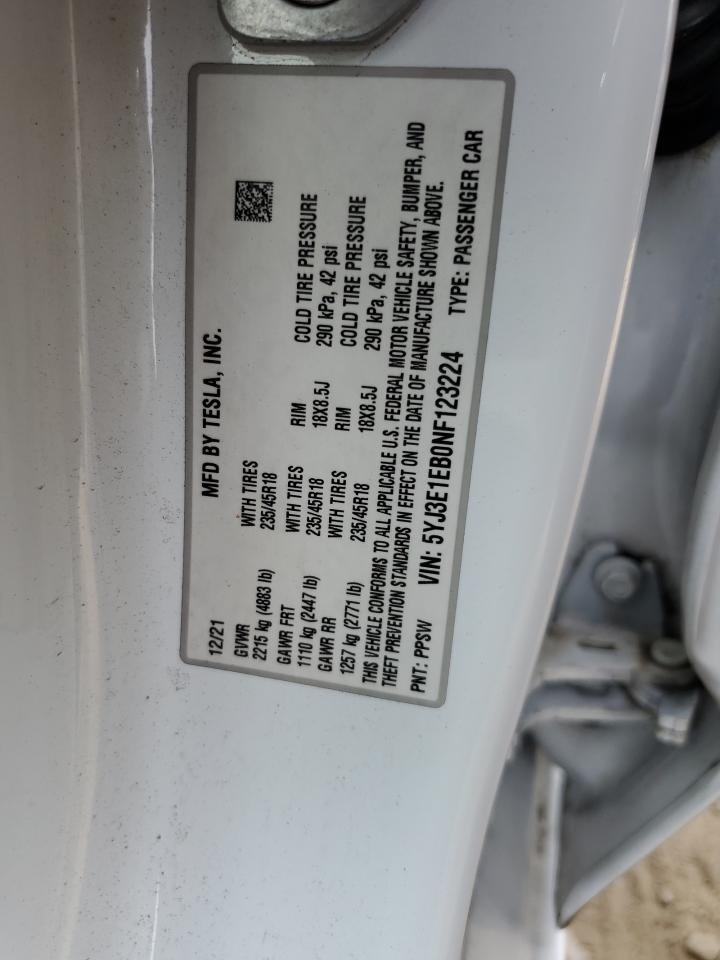 MFD BY TESLA, INC.
12/21
GVWR WITH TIRES
2215 kg (4883 lb) 235/45R18
GAWR FRT WITH TIRES RIM COLD TIRE PRESSURE
1110 kg (2447 lb) 235/45R18 18X8.5J 290 kPa, 42 psi
GAWR RR WITH TIRES RIM COLD TIRE PRESSURE
1257 kg (2771 lb) 235/45R18 18X8.5J 290 kPa, 42 psi
THIS VEHICLE CONFORMS TO ALL APPLICABLE U.S. FEDERAL MOTOR VEHICLE SAFETY, BUMPER, AND
THEFT PREVENTION STANDARDS IN EFFECT ON THE DATE OF MANUFACTURE SHOWN ABOVE.
PNT: PPSW VIN: 5YJ3E1EB0NF123224 TYPE: PASSENGER CAR